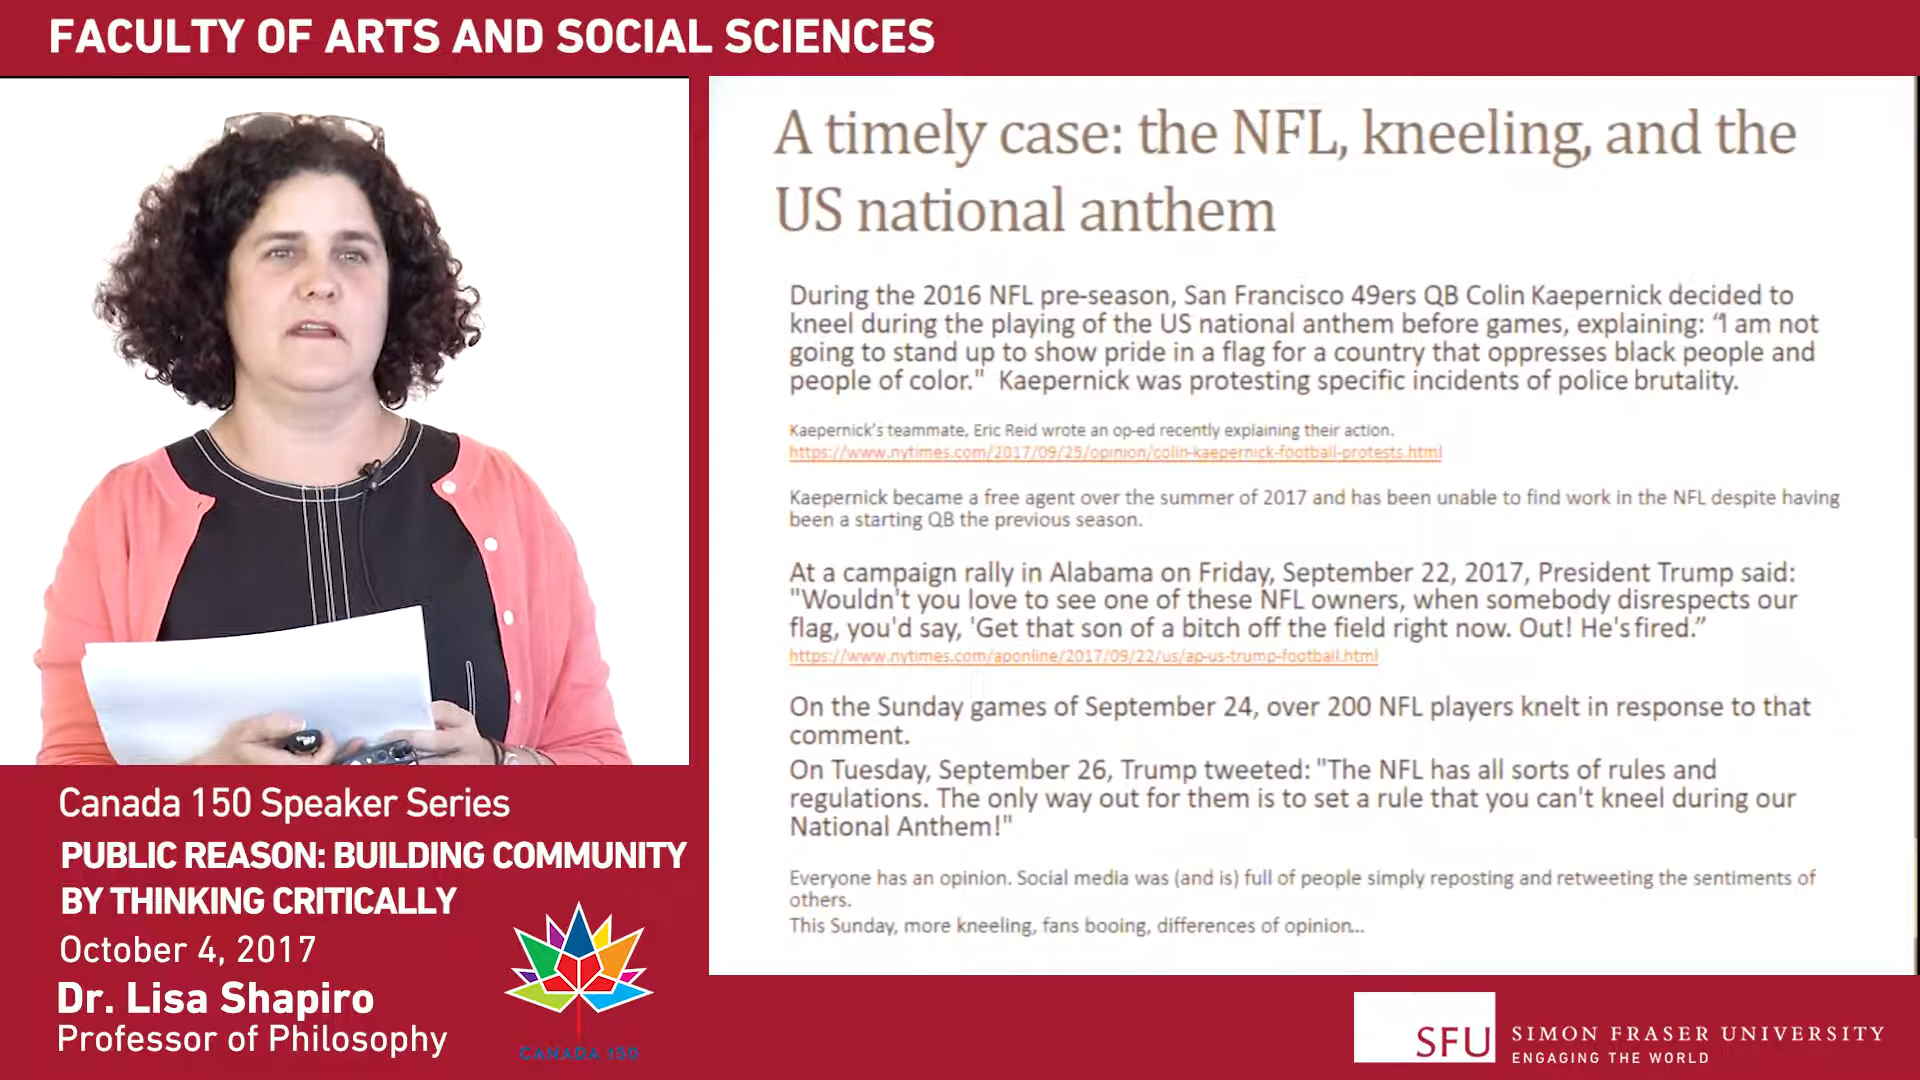 FACULTY OF ARTS AND SOCIAL SCIENCES
A timely case: the NFL, kneeling, and the
US national anthem
During the 2016 NFL pre-season, San Francisco 49ers QB Colin Kaepernick decided to
kneel during the playing of the US national anthem before games, explaining: “I am not
going to stand up to show pride in a flag for a country that oppresses black people and
people of color." Kaepernick was protesting specific incidents of police brutality.
Kaepernick’s teammate, Eric Reid wrote an op-ed recently explaining their action.
https://www.nytimes.com/2017/09/25/opinion/colin-kaepernick-football-protests.html
Kaepernick became a free agent over the summer of 2017 and has been unable to find work in the NFL despite having
been a starting QB the previous season.
At a campaign rally in Alabama on Friday, September 22, 2017, President Trump said:
"Wouldn't you love to see one of these NFL owners, when somebody disrespects our
flag, you'd say, 'Get that son of a bitch off the field right now. Out! He's fired.”
https://www.nytimes.com/aponline/2017/09/22/us/ap-us-trump-football.html
On the Sunday games of September 24, over 200 NFL players knelt in response to that
comment.
On Tuesday, September 26, Trump tweeted: "The NFL has all sorts of rules and
regulations. The only way out for them is to set a rule that you can't kneel during our
National Anthem!"
Everyone has an opinion. Social media was (and is) full of people simply reposting and retweeting the sentiments of
others.
This Sunday, more kneeling, fans booing, differences of opinion...
Canada 150 Speaker Series
PUBLIC REASON: BUILDING COMMUNITY
BY THINKING CRITICALLY
October 4, 2017
Dr. Lisa Shapiro
Professor of Philosophy
CANADA 150
SFU
SIMON FRASER UNIVERSITY
ENGAGING THE WORLD